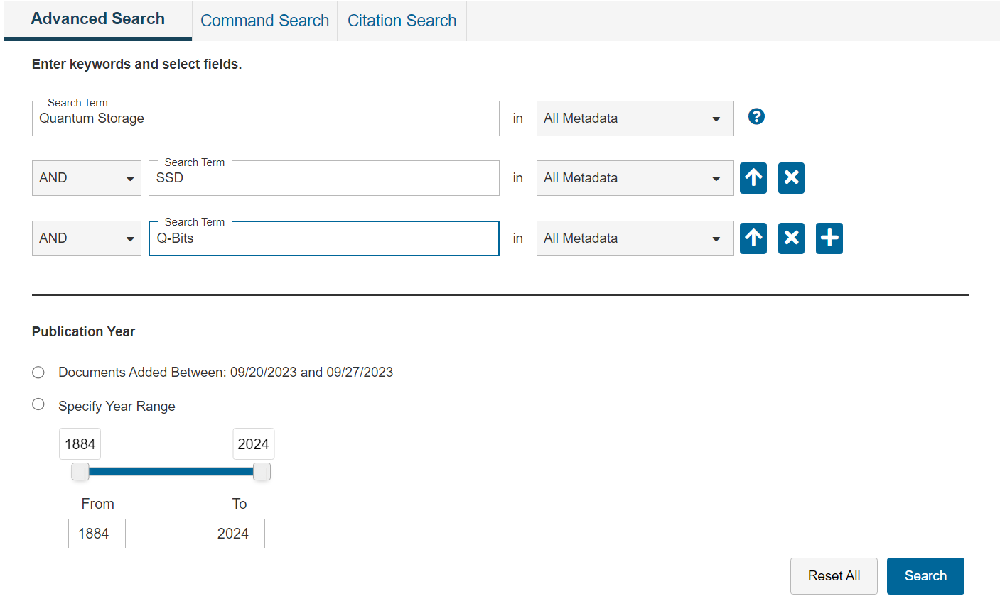 Advanced Search Command Search Citation Search
Enter keywords and select fields.
Search Term
Quantum Storage in All Metadata ?
Search Term
AND SSD in All Metadata
Search Term
AND Q-Bits in All Metadata
Publication Year
Documents Added Between: 09/20/2023 and 09/27/2023
Specify Year Range
1884 2024
From To
1884 2024
Reset All Search